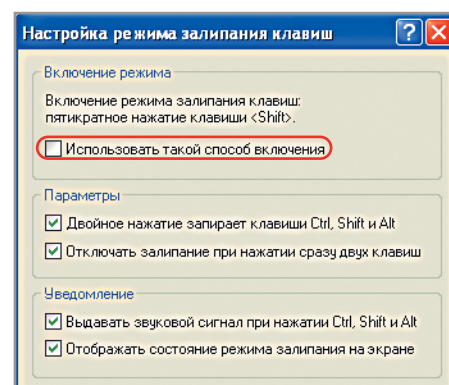 Настройка режима залипания клавиш
Включение режима
Включение режима залипания клавиш:
пятикратное нажатие клавиши <Shift>.
Использовать такой способ включения
Параметры
Двойное нажатие запирает клавиши Ctrl, Shift и Alt
Отключать залипание при нажатии сразу двух клавиш
Уведомление
Выдавать звуковой сигнал при нажатии Ctrl, Shift и Alt
Отображать состояние режима залипания на экране